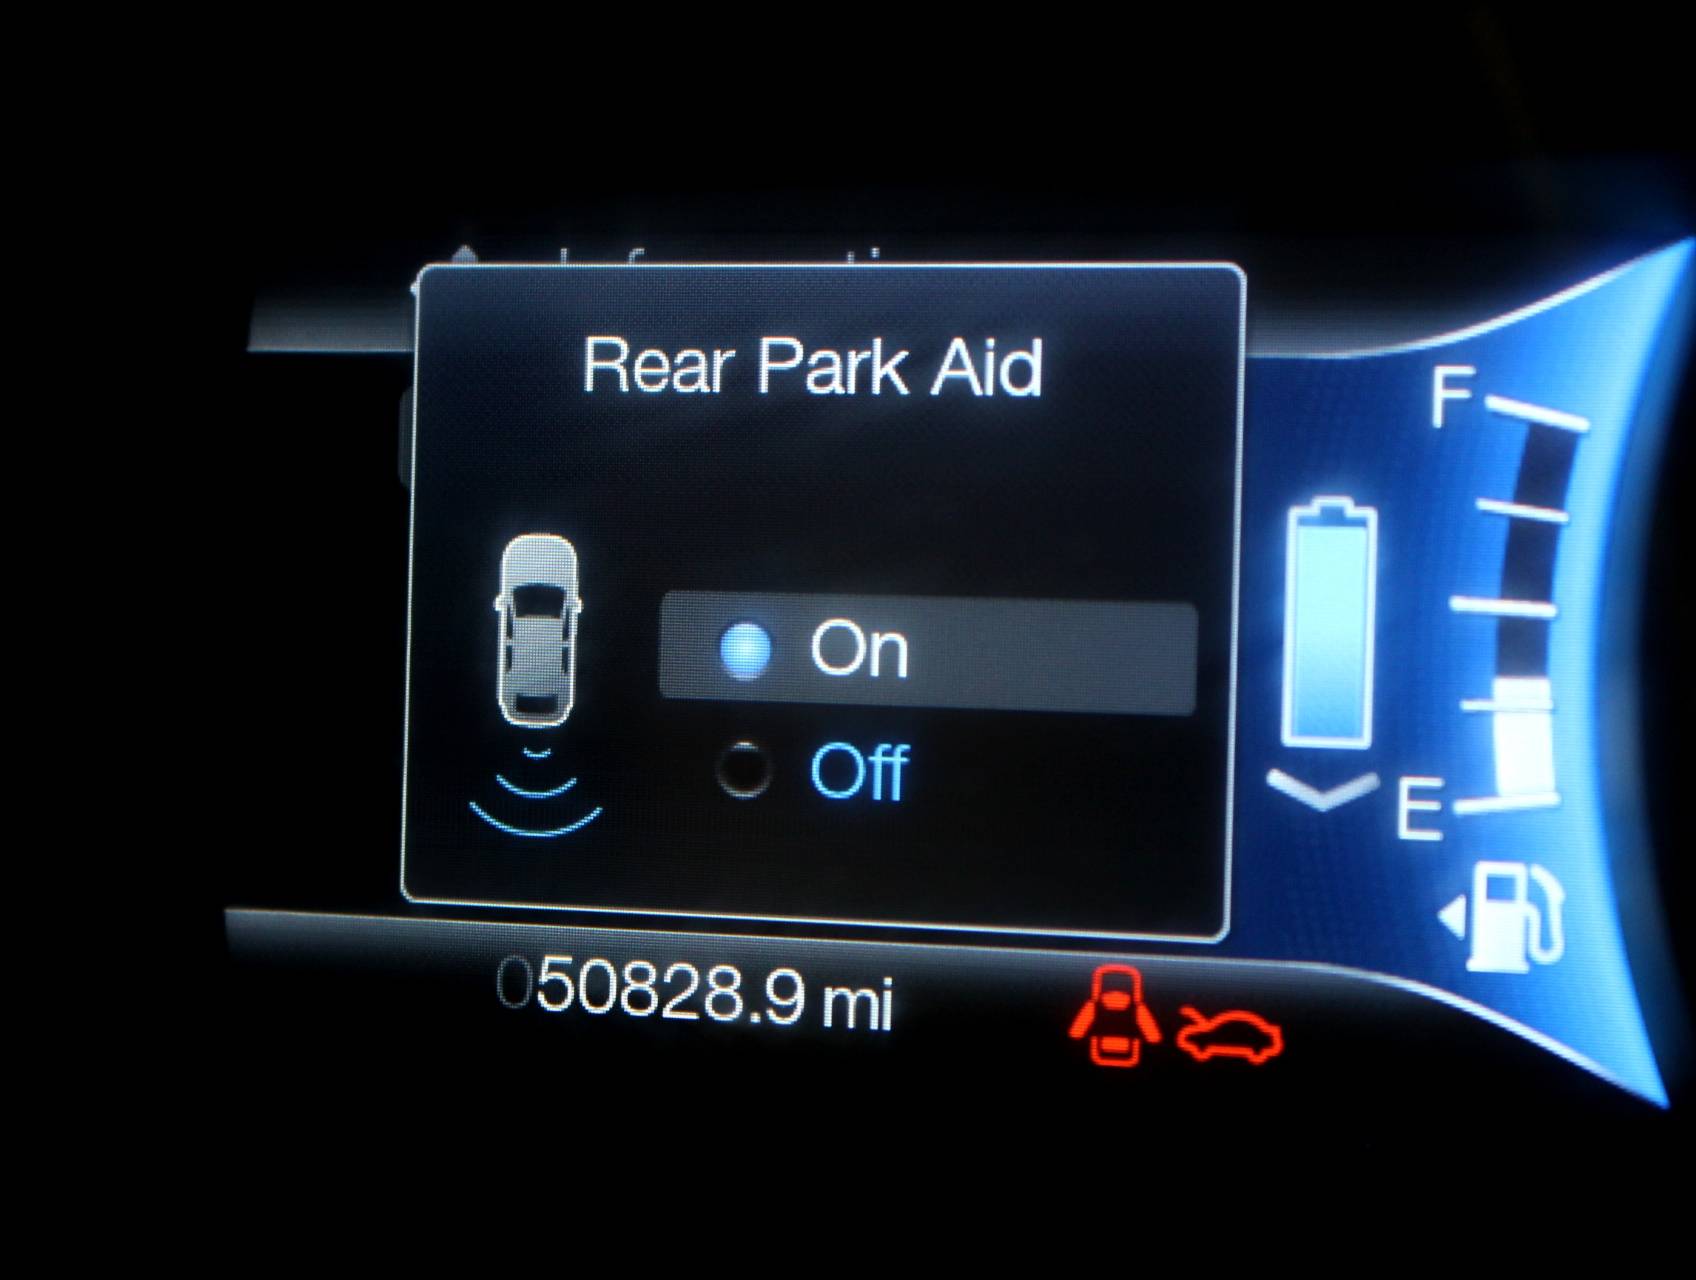 Rear Park Aid
On
Off
F
E
050828.9 mi